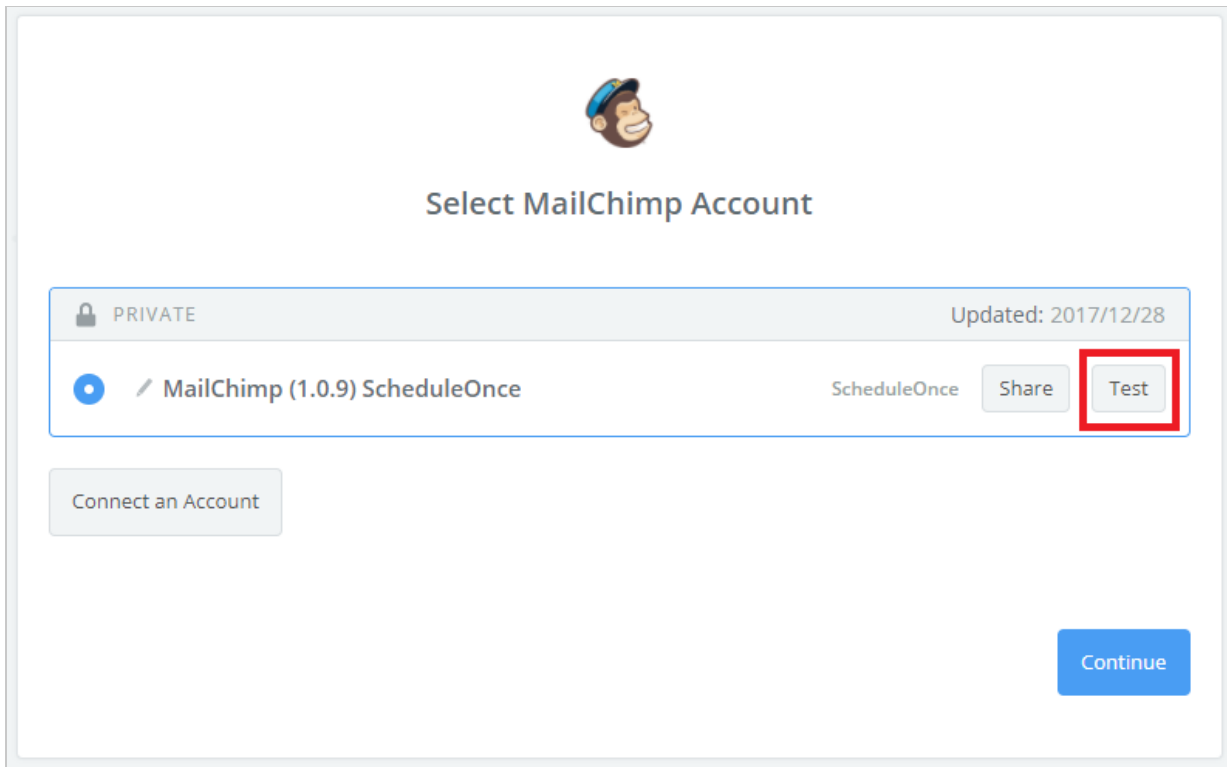 Select MailChimp Account
PRIVATE Updated: 2017/12/28
MailChimp (1.0.9) ScheduleOnce ScheduleOnce Share Test
Connect an Account
Continue